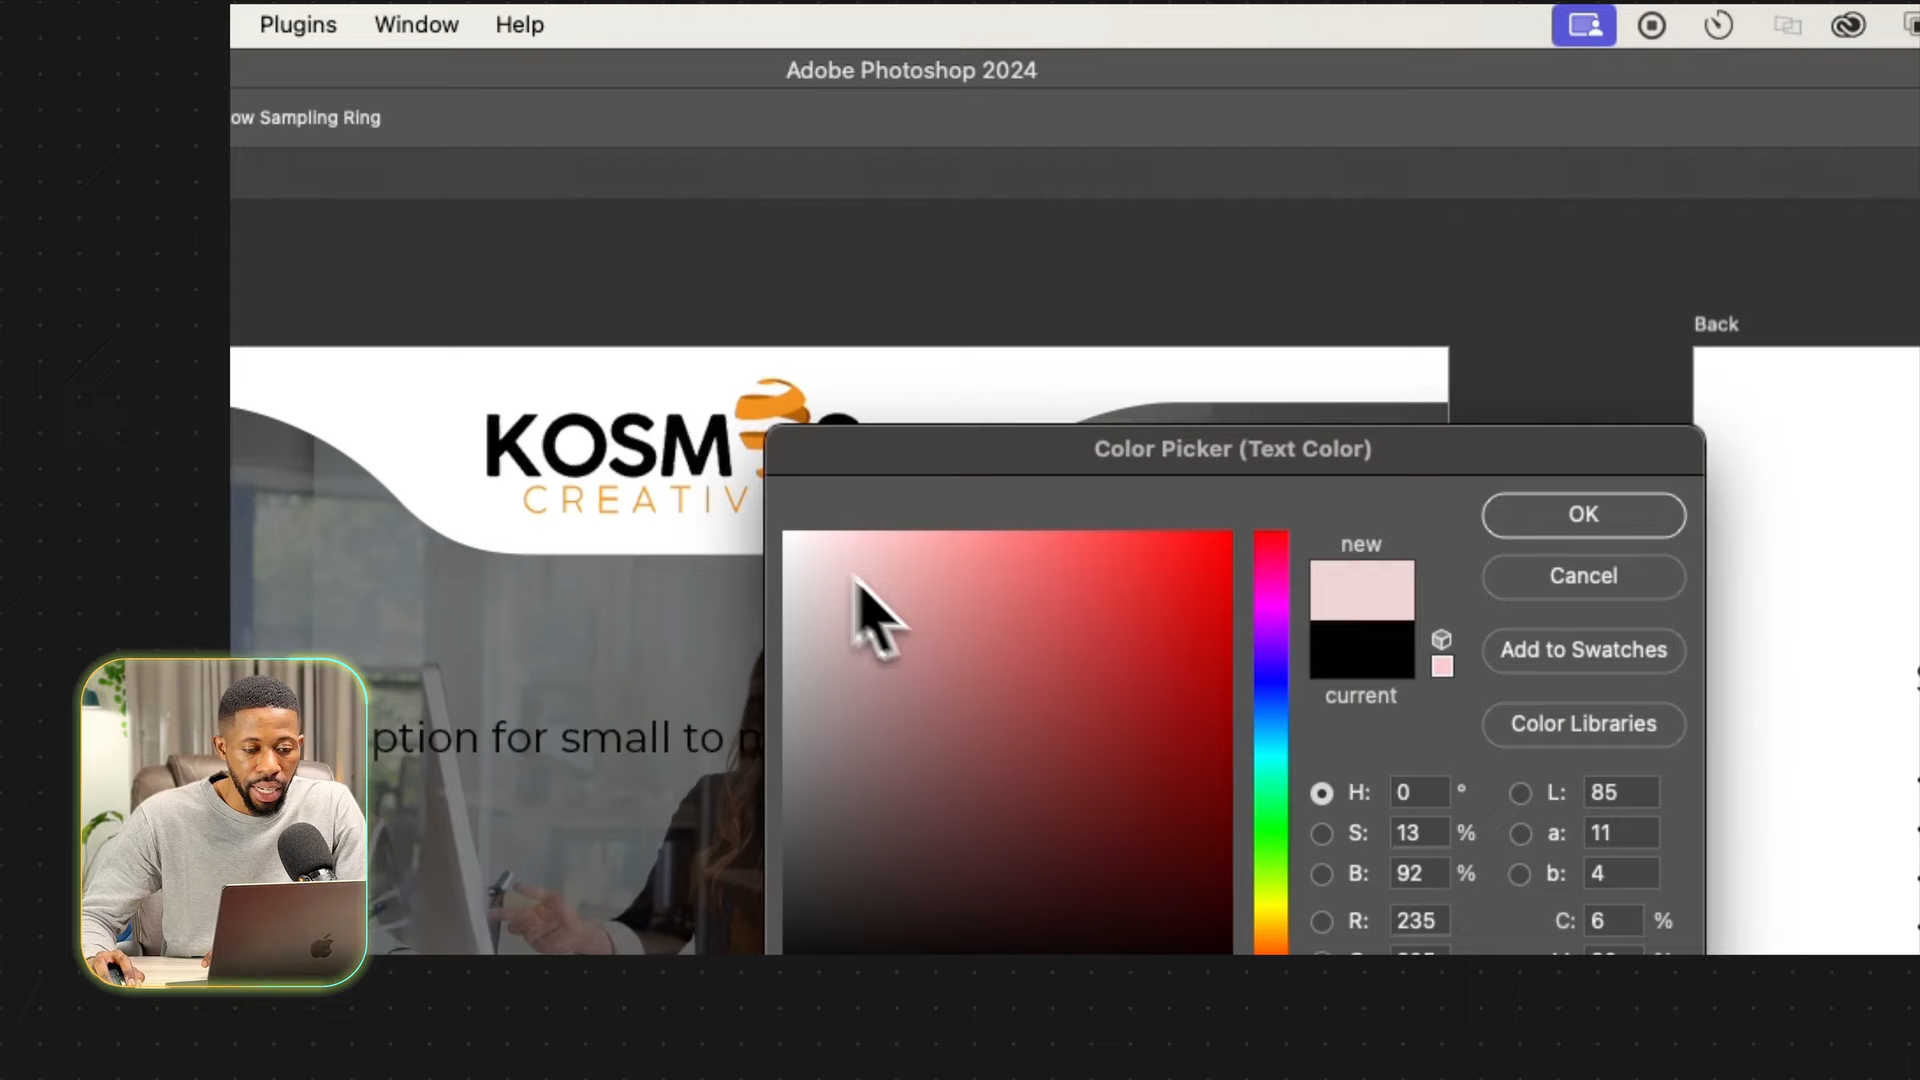 Plugins Window Help
Adobe Photoshop 2024
ow Sampling Ring
Back
KOSM
CREATIV
Color Picker (Text Color)
OK
new
Cancel
Add to Swatches
current
Color Libraries
ption for small to
H: 0 ° L: 85
S: 13 % a: 11
B: 92 % b: 4
R: 235 C: 6 %